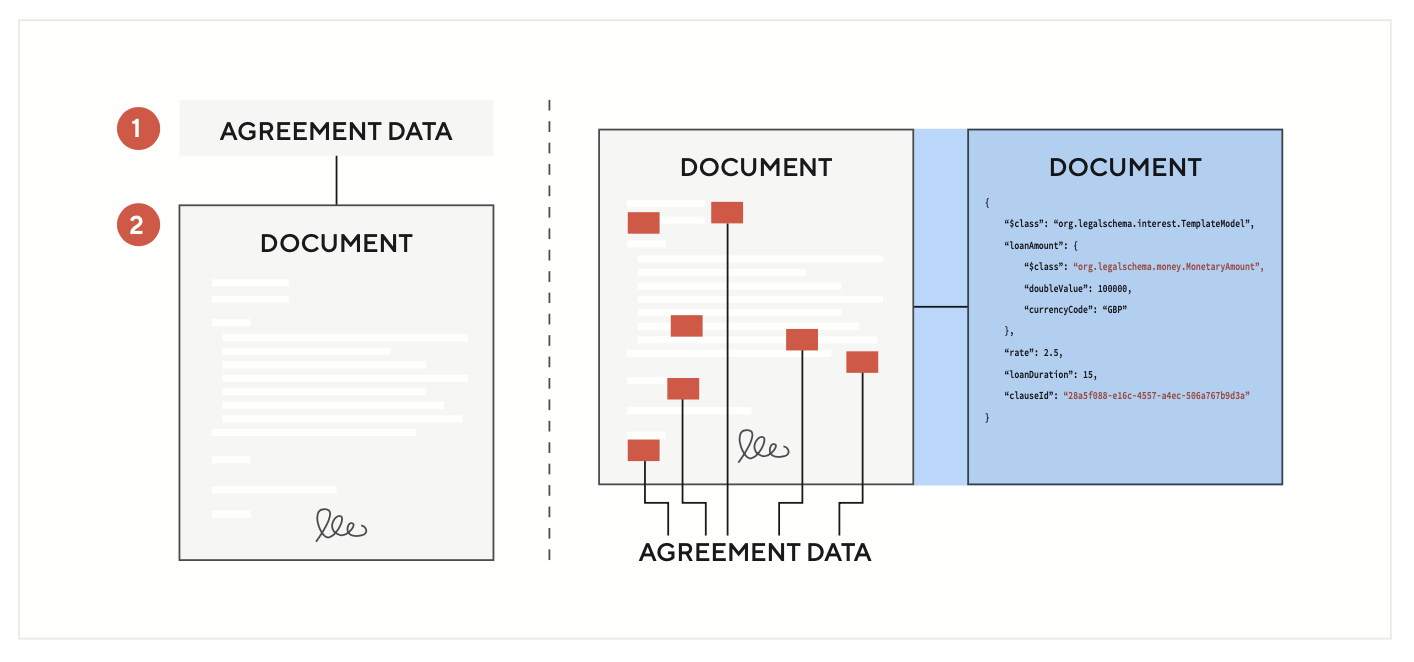 1
AGREEMENT DATA
2
DOCUMENT
DOCUMENT
AGREEMENT DATA
DOCUMENT
{
“$class”: “org.legalschema.interest.TemplateModel”,
“loanAmount”: {
“$class”: “org.legalschema.money.MonetaryAmount”,
“doubleValue”: 100000,
“currencyCode”: “GBP”
},
“rate”: 2.5,
“loanDuration”: 15,
“clauseId”: “28a5f088-e16c-4557-a4ec-506a767b9d3a”
}